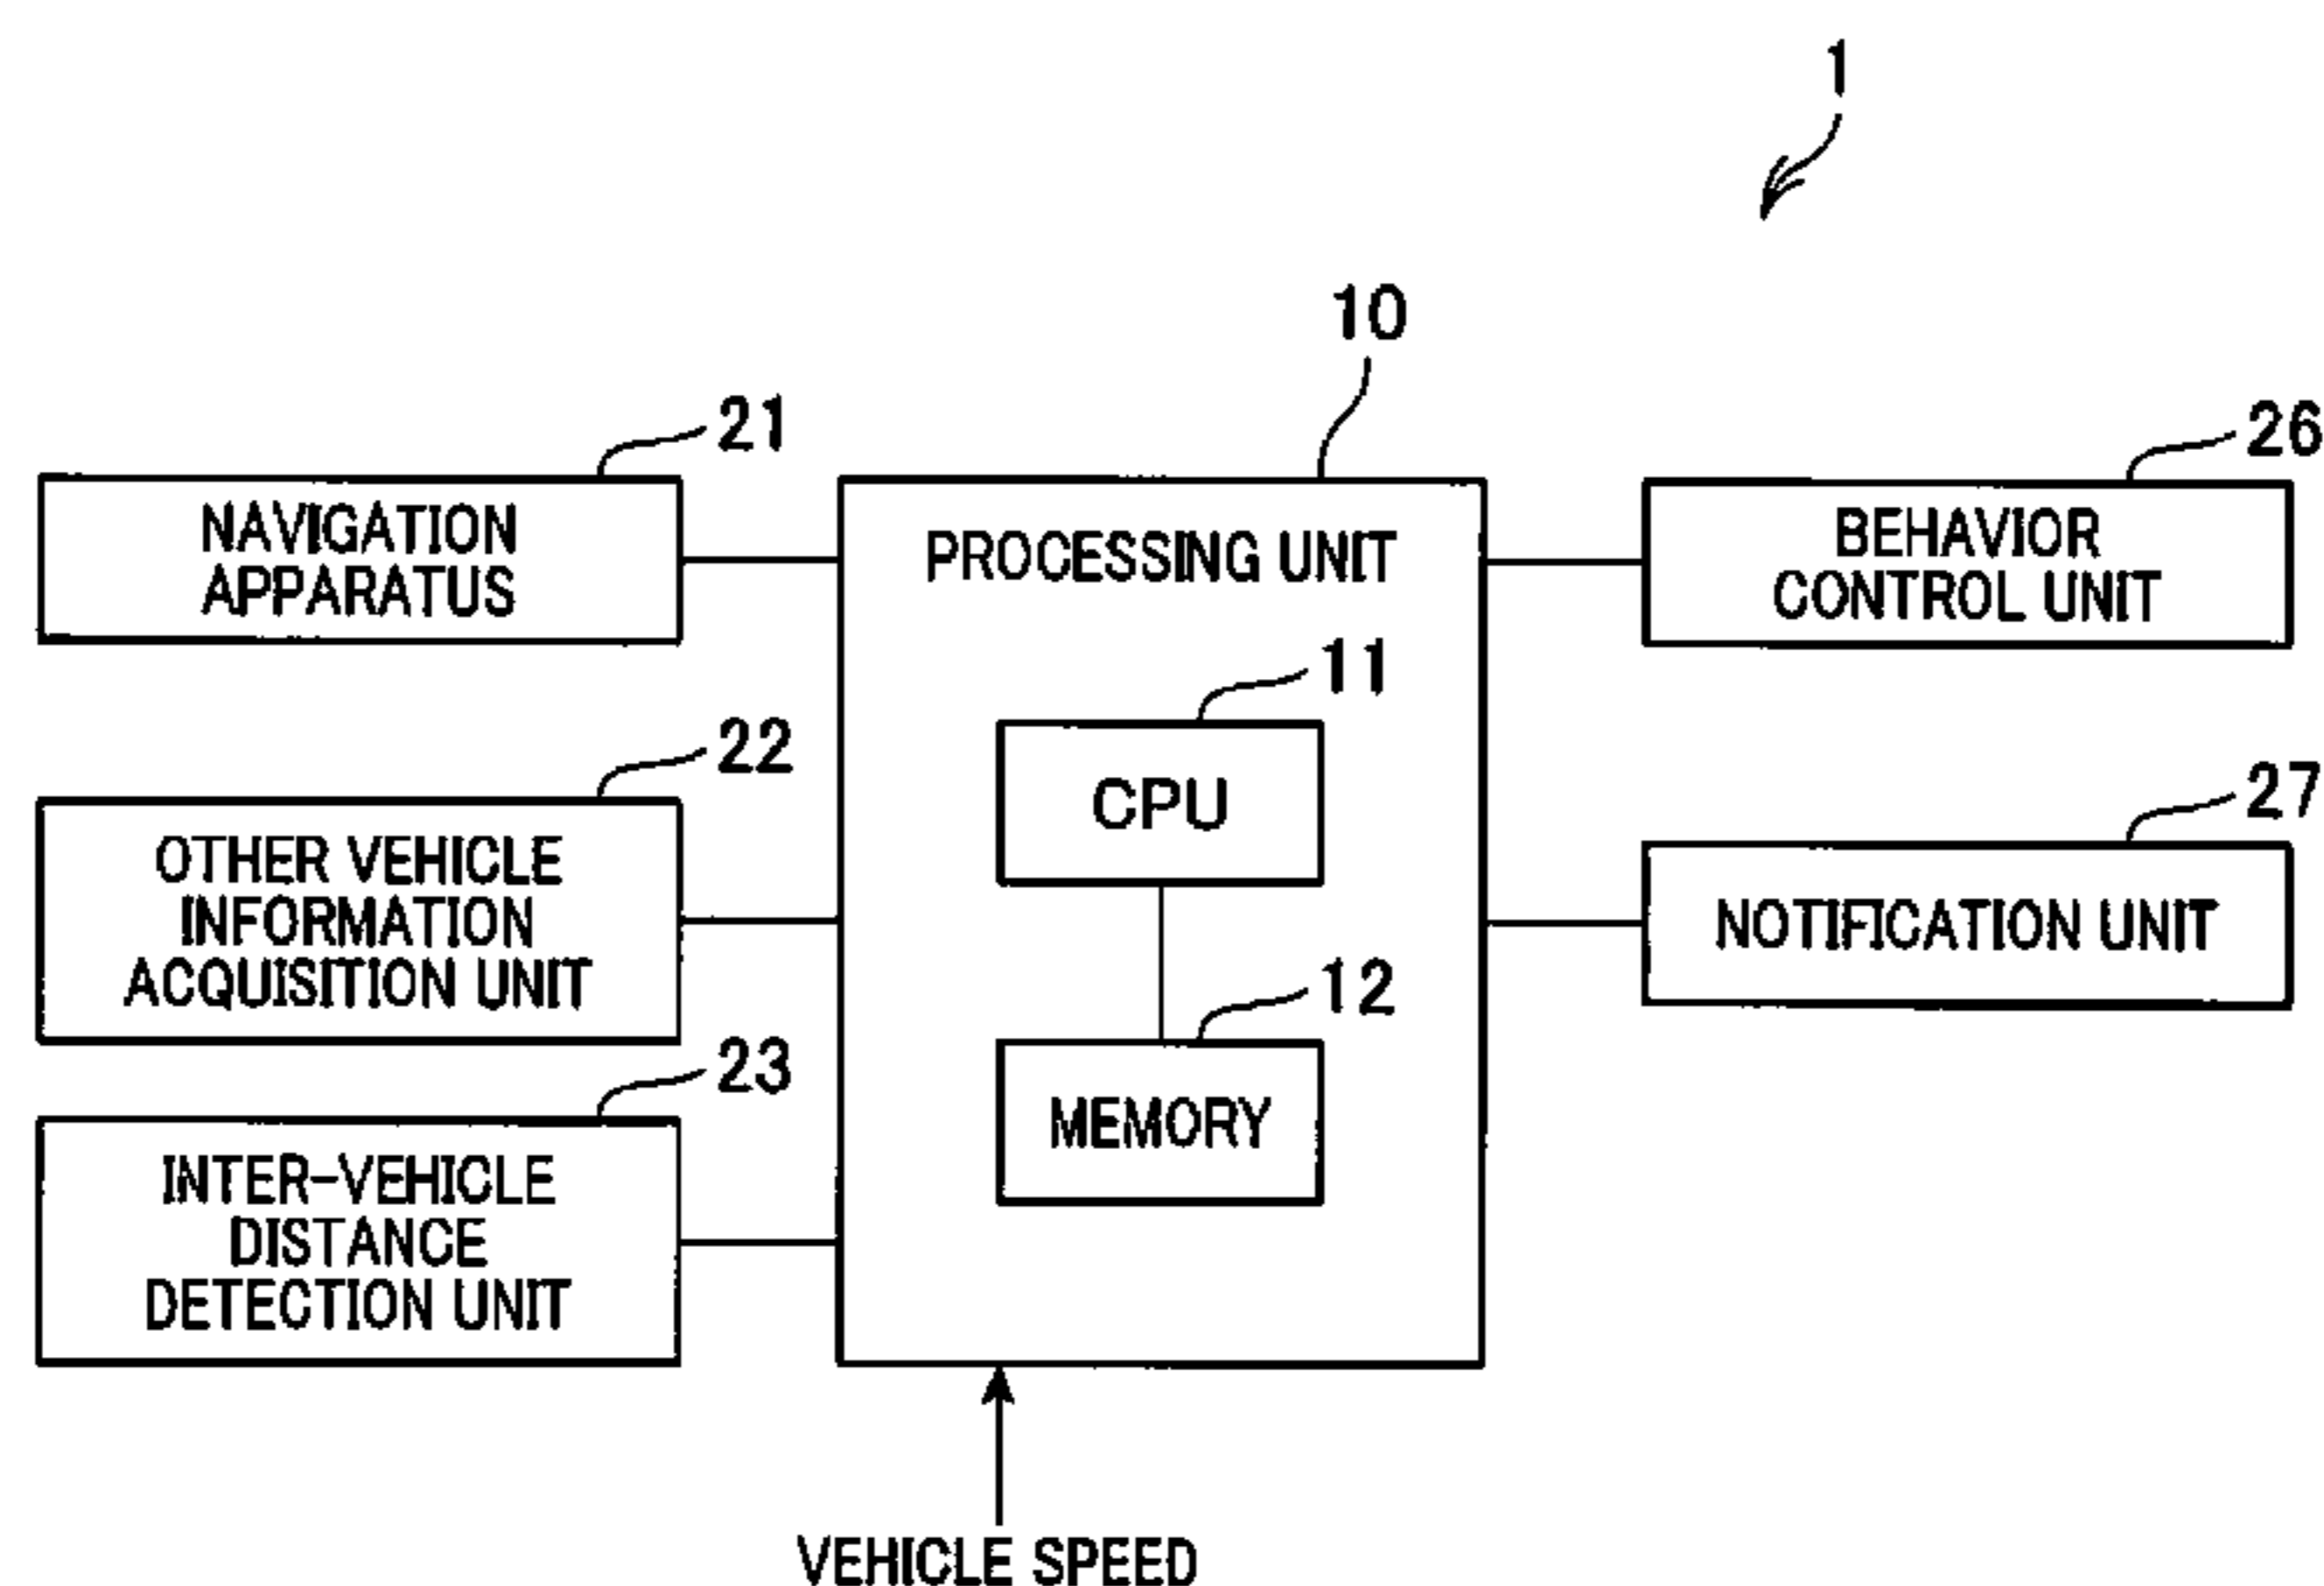 1
10
21
26
NAVIGATION
APPARATUS
PROCESSING UNIT
BEHAVIOR
CONTROL UNIT
11
22
27
CPU
OTHER VEHICLE
INFORMATION
ACQUISITION UNIT
NOTIFICATION UNIT
12
23
MEMORY
INTER-VEHICLE
DISTANCE
DETECTION UNIT
VEHICLE SPEED